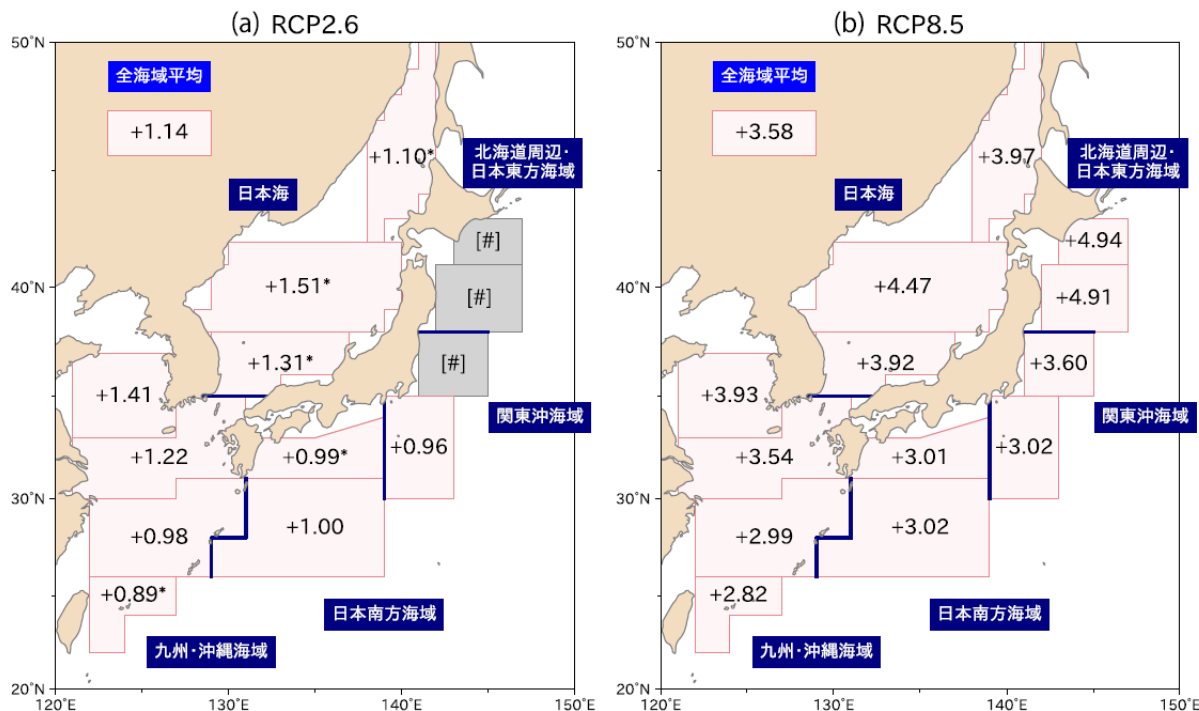 (a) RCP2.6
50°N
40°N
30°N
20°N
120°E
130°E
140°E
150°E
全海域平均
+1.14
+1.10*
北海道周辺・
日本東方海域
日本海
[#]
+1.51*
[#]
+1.31*
[#]
+1.41
関東沖海域
+1.22
+0.99*
+0.96
+0.98
+1.00
+0.89*
日本南方海域
九州・沖縄海域
(b) RCP8.5
50°N
40°N
30°N
20°N
120°E
130°E
140°E
150°E
全海域平均
+3.58
+3.97
北海道周辺・
日本東方海域
日本海
+4.94
+4.47
+4.91
+3.92
+3.60
+3.93
関東沖海域
+3.54
+3.01
+3.02
+2.99
+3.02
+2.82
日本南方海域
九州・沖縄海域